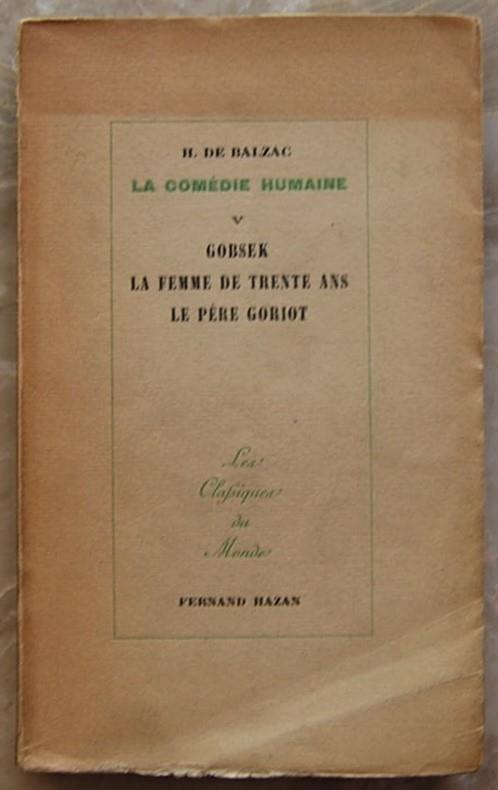 H. DE BALZAC
LA COMÉDIE HUMAINE
V
GOBSEK
LA FEMME DE TRENTE ANS
LE PÈRE GORIOT
Les
Claſsiques
du
Monde
FERNAND HAZAN